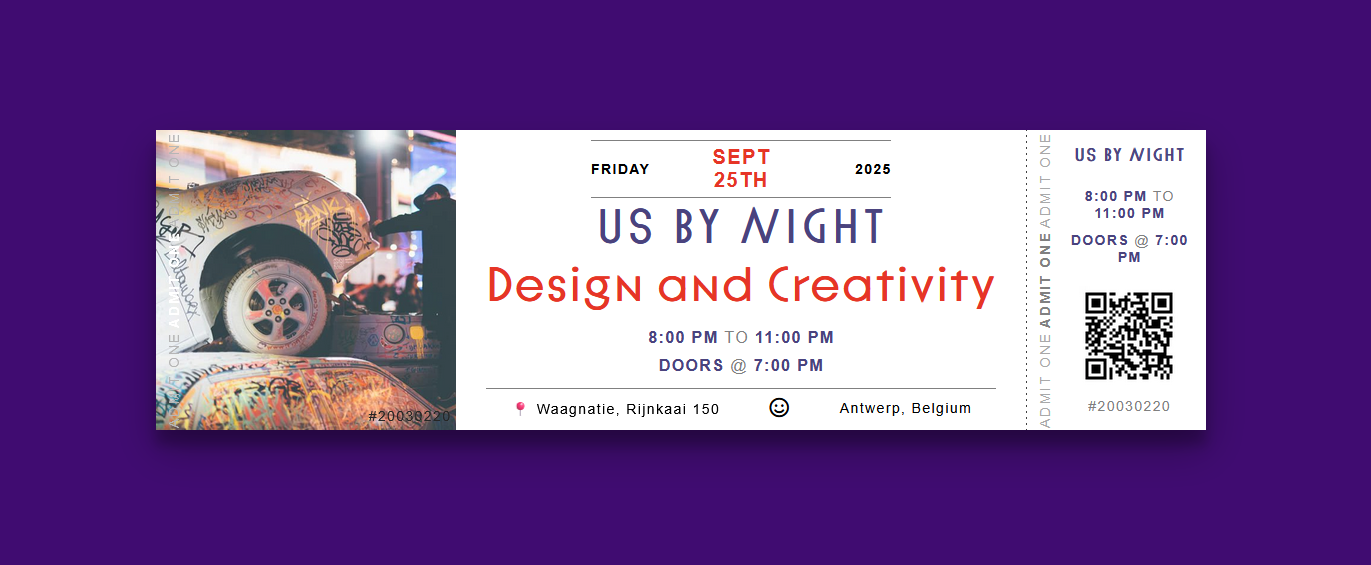 ADMIT ONE ADMIT ONE ADMIT ONE
#20030220
FRIDAY
SEPT
25TH
2025
US BY NIGHT
Design and Creativity
8:00 PM TO 11:00 PM
DOORS @ 7:00 PM
Waagnatie, Rijnkaai 150
Antwerp, Belgium
ADMIT ONE ADMIT ONE ADMIT ONE
US BY NIGHT
8:00 PM TO
11:00 PM
DOORS @ 7:00
PM
#20030220